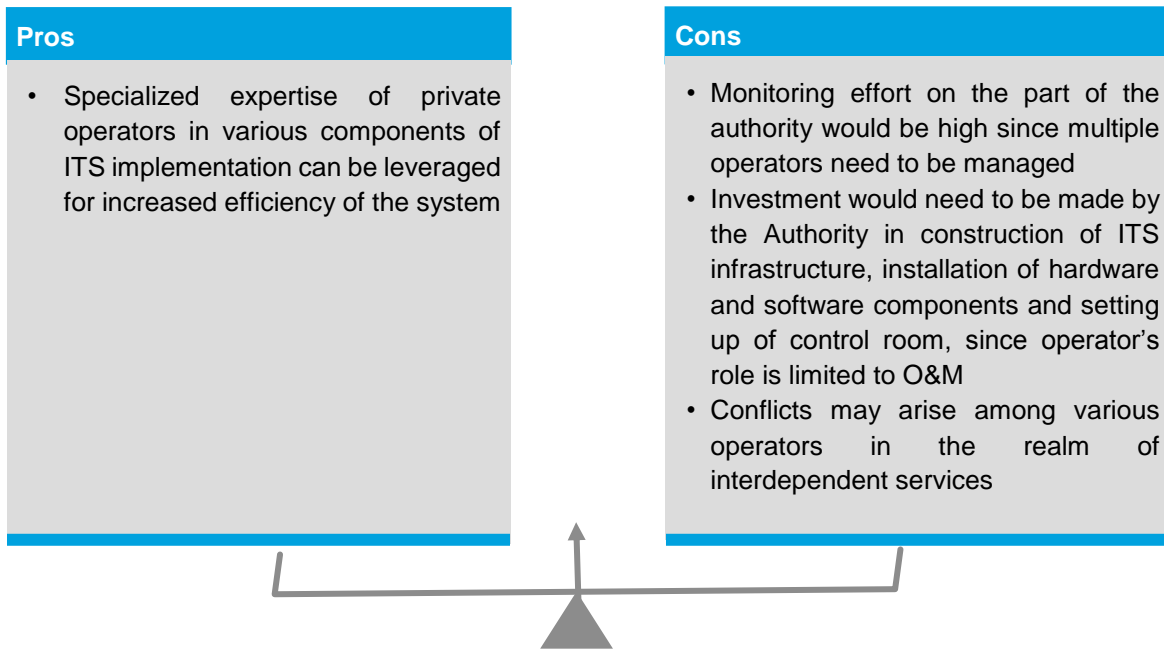 Pros
• Specialized expertise of private
operators in various components of
ITS implementation can be leveraged
for increased efficiency of the system
Cons
• Monitoring effort on the part of the
authority would be high since multiple
operators need to be managed
• Investment would need to be made by
the Authority in construction of ITS
infrastructure, installation of hardware
and software components and setting
up of control room, since operator’s
role is limited to O&M
• Conflicts may arise among various
operators in the realm of
interdependent services